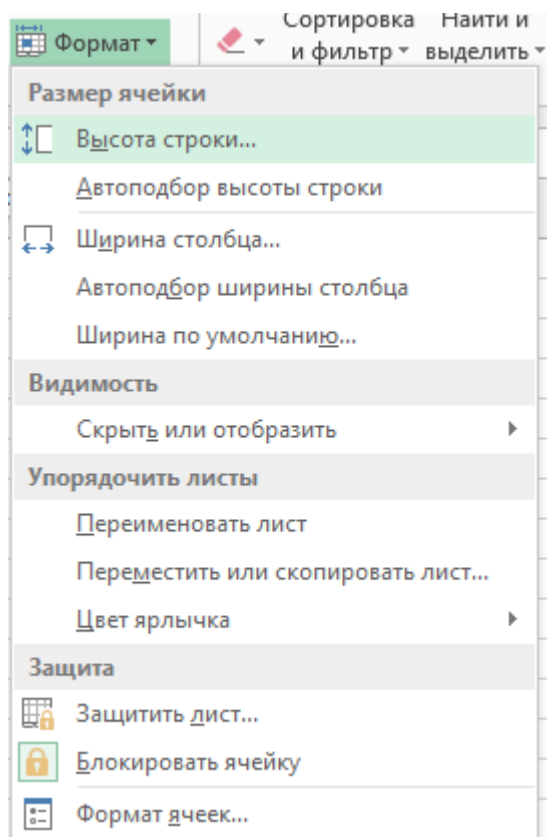 Формат
Сортировка и фильтр
Найти и выделить
Размер ячейки
Высота строки...
Автоподбор высоты строки
Ширина столбца...
Автоподбор ширины столбца
Ширина по умолчанию...
Видимость
Скрыть или отобразить
Упорядочить листы
Переименовать лист
Переместить или скопировать лист...
Цвет ярлычка
Защита
Защитить лист...
Блокировать ячейку
Формат ячеек...